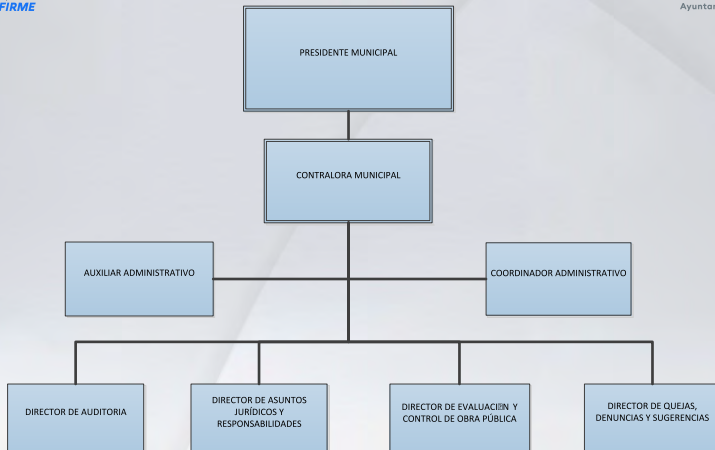 FIRME
PRESIDENTE MUNICIPAL
CONTRALORA MUNICIPAL
AUXILIAR ADMINISTRATIVO
COORDINADOR ADMINISTRATIVO
DIRECTOR DE AUDITORIA
DIRECTOR DE ASUNTOS
JURÍDICOS Y
RESPONSABILIDADES
DIRECTOR DE EVALUACI⍰N Y
CONTROL DE OBRA PÚBLICA
DIRECTOR DE QUEJAS,
DENUNCIAS Y SUGERENCIAS